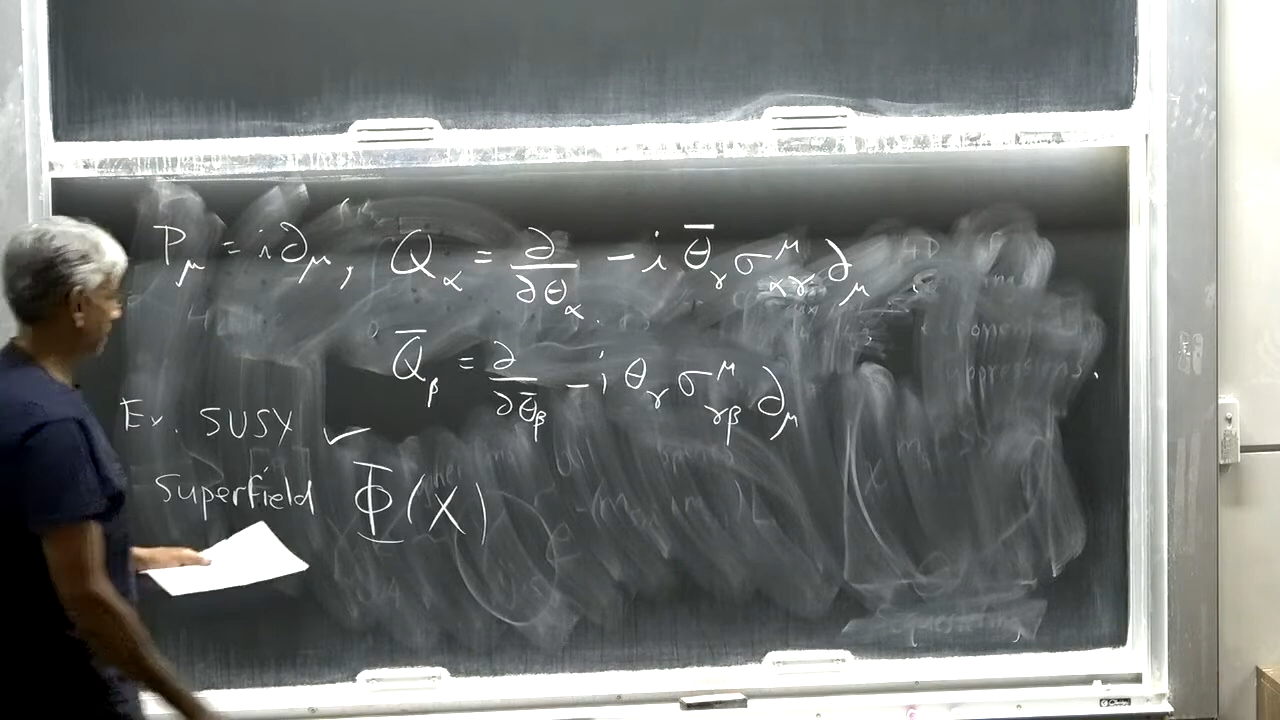 P_μ = i∂_μ, Q_α = ∂/∂θ_α - i θ̄_γ σ^μ_αγ ∂_μ
Q̄_β = ∂/∂θ̄_β - i θ_γ σ^μ_γβ ∂_μ
Ex. SUSY ✓
Superfield Φ(X)